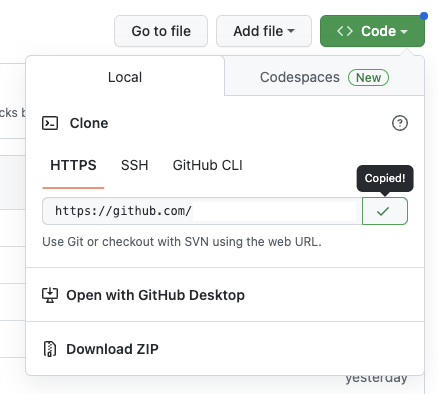 Go to file
Add file
<> Code
Local
Codespaces New
cks b
Clone
HTTPS
SSH
GitHub CLI
Copied!
https://github.com/
Use Git or checkout with SVN using the web URL.
Open with GitHub Desktop
Download ZIP
yesterday